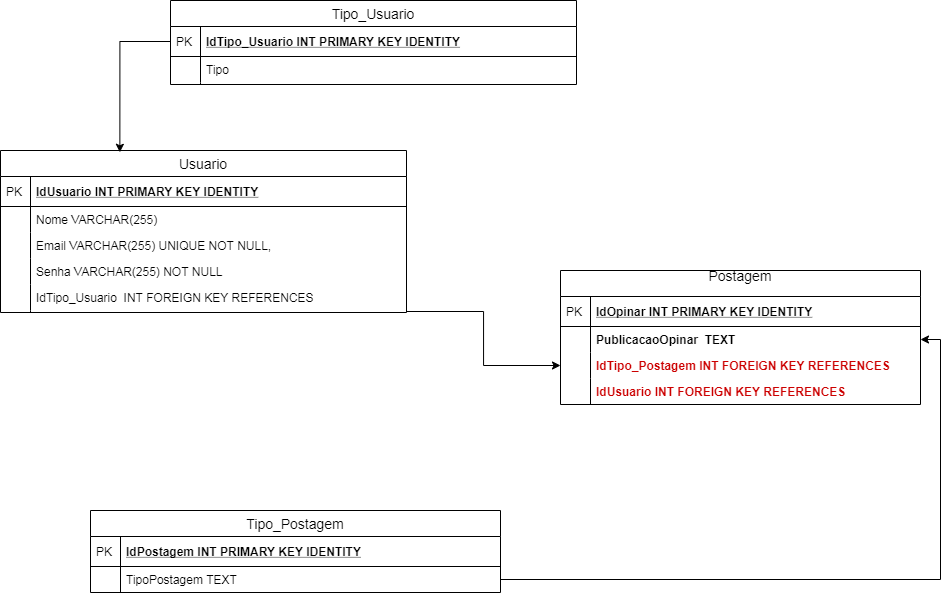 Tipo_Usuario
PK IdTipo_Usuario INT PRIMARY KEY IDENTITY
Tipo
Usuario
PK IdUsuario INT PRIMARY KEY IDENTITY
Nome VARCHAR(255)
Email VARCHAR(255) UNIQUE NOT NULL,
Senha VARCHAR(255) NOT NULL
IdTipo_Usuario INT FOREIGN KEY REFERENCES
Postagem
PK IdOpinar INT PRIMARY KEY IDENTITY
PublicacaoOpinar TEXT
IdTipo_Postagem INT FOREIGN KEY REFERENCES
IdUsuario INT FOREIGN KEY REFERENCES
Tipo_Postagem
PK IdPostagem INT PRIMARY KEY IDENTITY
TipoPostagem TEXT